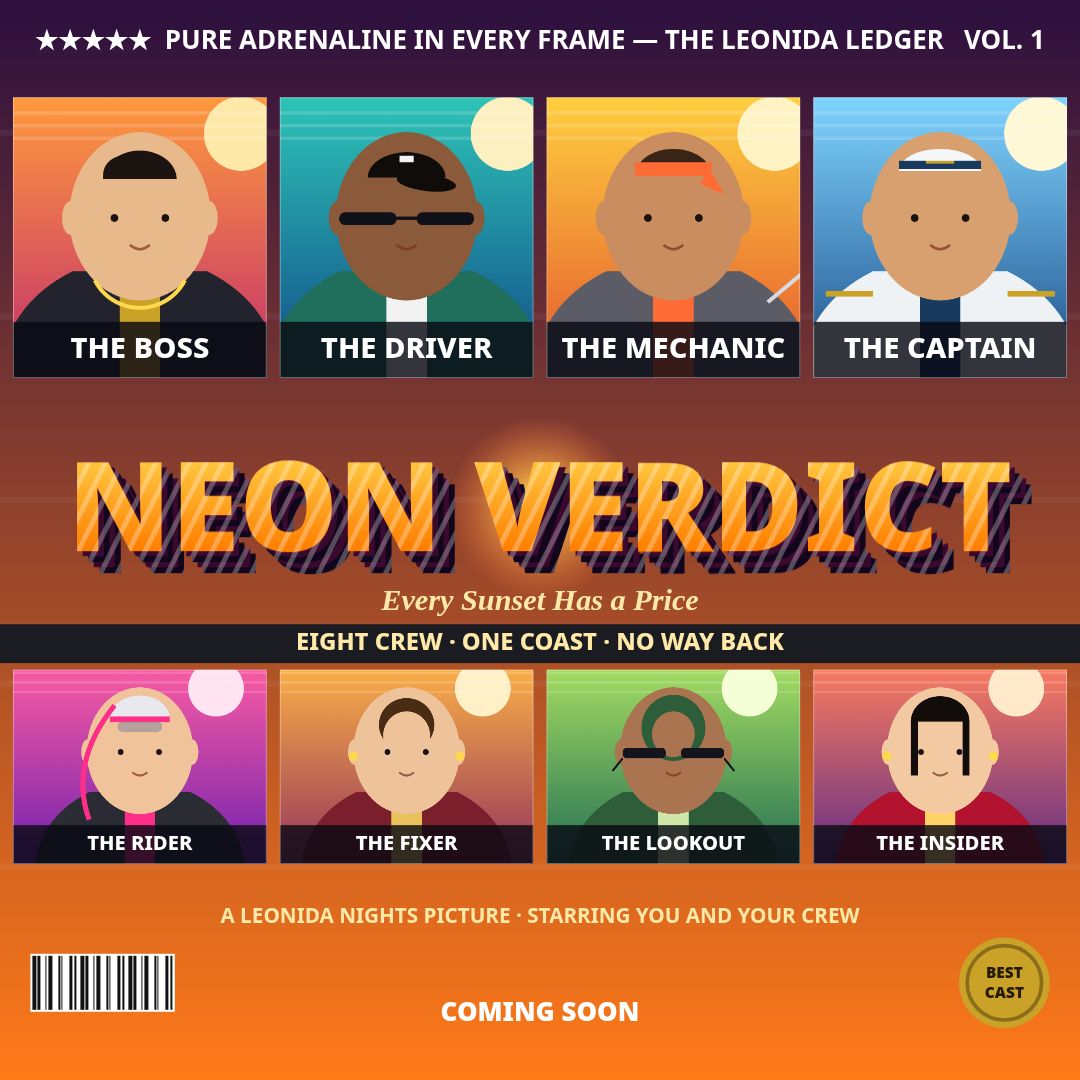 ★★★★★ PURE ADRENALINE IN EVERY FRAME — THE LEONIDA LEDGER VOL. 1
THE BOSS
THE DRIVER
THE MECHANIC
THE CAPTAIN
NEON VERDICT
Every Sunset Has a Price
EIGHT CREW · ONE COAST · NO WAY BACK
THE RIDER
THE FIXER
THE LOOKOUT
THE INSIDER
A LEONIDA NIGHTS PICTURE · STARRING YOU AND YOUR CREW
BEST
CAST
COMING SOON